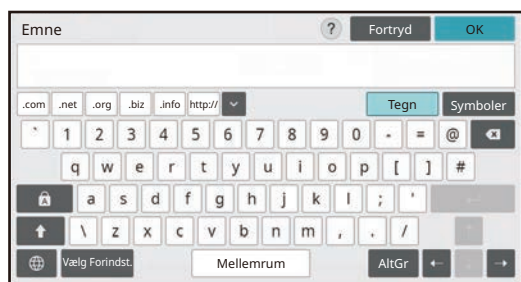 Emne ? Fortryd OK
.com .net .org .biz .info http:// Tegn Symboler
` 1 2 3 4 5 6 7 8 9 0 - = @
q w e r t y u i o p [ ] #
A a s d f g h j k l ; '
\ z x c v b n m , . /
Vælg Forindst. Mellemrum AltGr